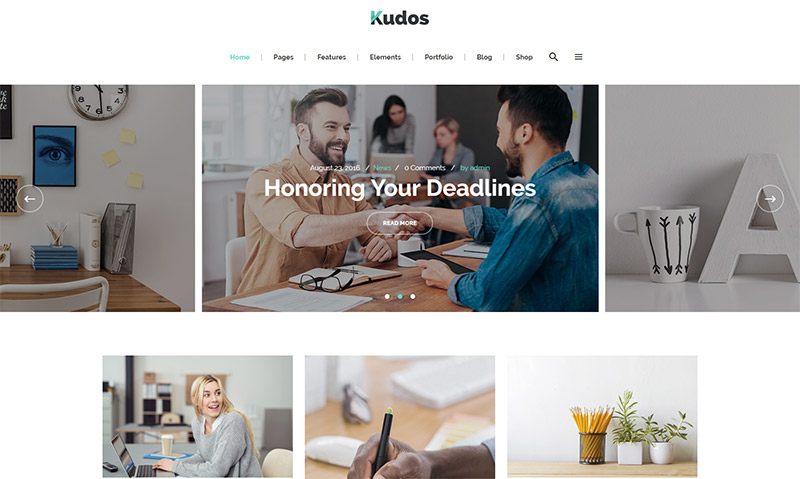 Kudos
Home | Pages | Features | Elements | Portfolio | Blog | Shop
August 23, 2016 / News / 0 Comments / by admin
Honoring Your Deadlines
READ MORE
A